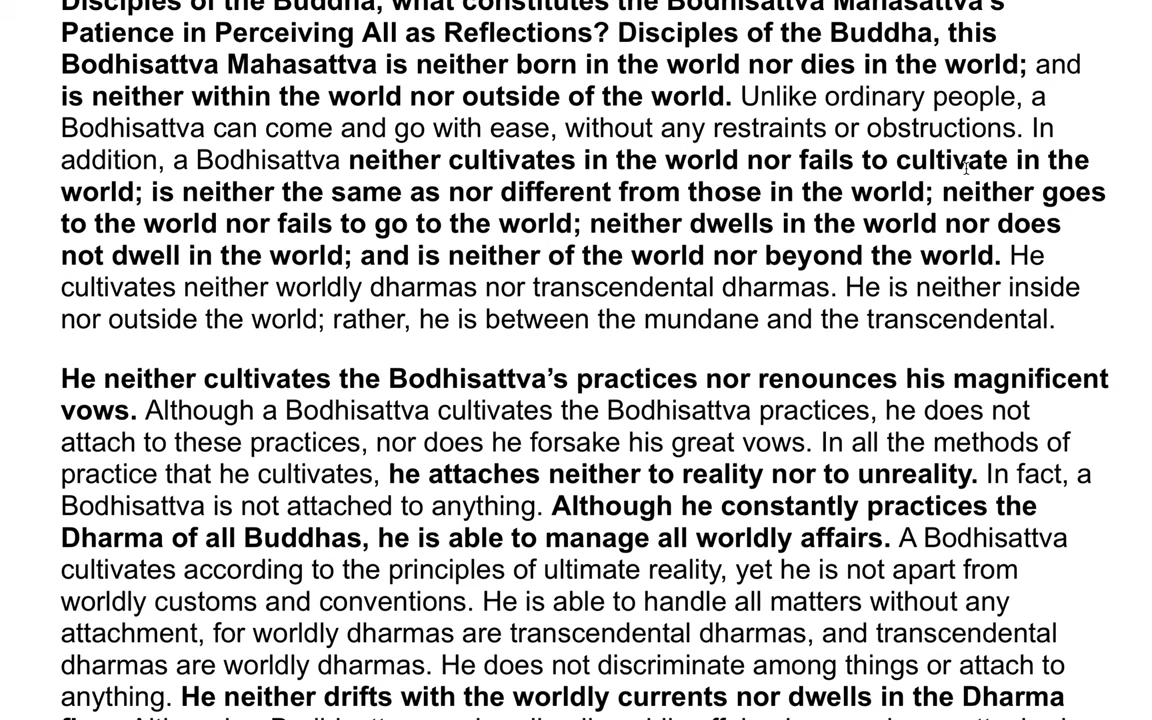 Disciples of the Buddha, what constitutes the Bodhisattva Mahasattva's
Patience in Perceiving All as Reflections? Disciples of the Buddha, this
Bodhisattva Mahasattva is neither born in the world nor dies in the world; and
is neither within the world nor outside of the world. Unlike ordinary people, a
Bodhisattva can come and go with ease, without any restraints or obstructions. In
addition, a Bodhisattva neither cultivates in the world nor fails to cultivate in the
world; is neither the same as nor different from those in the world; neither goes
to the world nor fails to go to the world; neither dwells in the world nor does
not dwell in the world; and is neither of the world nor beyond the world. He
cultivates neither worldly dharmas nor transcendental dharmas. He is neither inside
nor outside the world; rather, he is between the mundane and the transcendental.
He neither cultivates the Bodhisattva’s practices nor renounces his magnificent
vows. Although a Bodhisattva cultivates the Bodhisattva practices, he does not
attach to these practices, nor does he forsake his great vows. In all the methods of
practice that he cultivates, he attaches neither to reality nor to unreality. In fact, a
Bodhisattva is not attached to anything. Although he constantly practices the
Dharma of all Buddhas, he is able to manage all worldly affairs. A Bodhisattva
cultivates according to the principles of ultimate reality, yet he is not apart from
worldly customs and conventions. He is able to handle all matters without any
attachment, for worldly dharmas are transcendental dharmas, and transcendental
dharmas are worldly dharmas. He does not discriminate among things or attach to
anything. He neither drifts with the worldly currents nor dwells in the Dharma